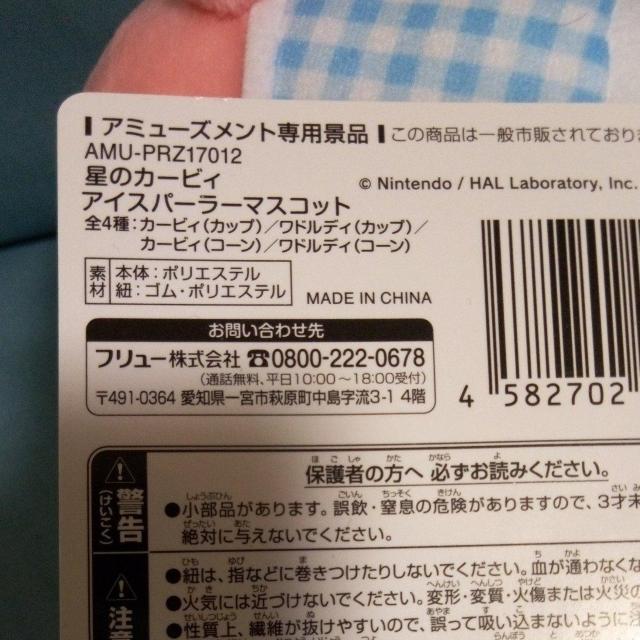 アミューズメント専用景品 この商品は一般市販されておりま
AMU-PRZ17012
星のカービィ
© Nintendo / HAL Laboratory, Inc.
アイスパーラーマスコット
全4種：カービィ(カップ)／ワドルディ(カップ)／
カービィ(コーン)／ワドルディ(コーン)
素材 本体：ポリエステル
紐：ゴム・ポリエステル
MADE IN CHINA
お問い合わせ先
フリュー株式会社 ☎0800-222-0678
(通話無料、平日10:00～18:00受付)
〒491-0364 愛知県一宮市萩原町中島字流3-1 4階
4 582702
保護者の方へ 必ずお読みください。
警告(けいこく)
●小部品があります。誤飲・窒息の危険がありますので、3才未
絶対に与えないでください。
注意
●紐は、指などに巻きつけたりしないでください。血が通わなくな
●火気には近づけないでください。変形・変質・火傷または火災の
●性質上、繊維が抜けやすいので、誤って吸い込まないように注